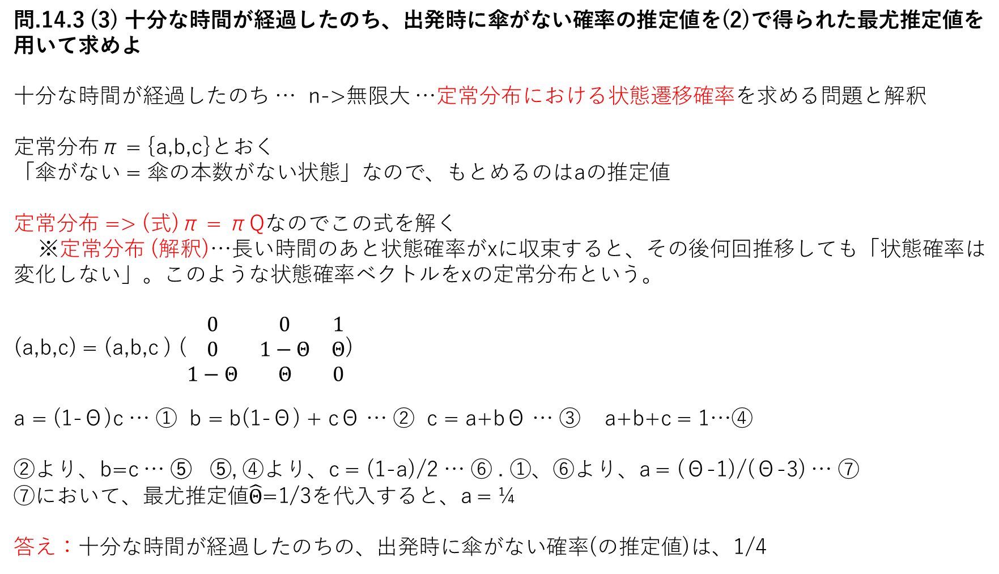 問.14.3 (3) 十分な時間が経過したのち、出発時に傘がない確率の推定値を(2)で得られた最尤推定値を
用いて求めよ
十分な時間が経過したのち … n->無限大 …定常分布における状態遷移確率を求める問題と解釈
定常分布π = {a,b,c}とおく
「傘がない = 傘の本数がない状態」なので、もとめるのはaの推定値
定常分布 => (式)π = πQなのでこの式を解く
※定常分布 (解釈)…長い時間のあと状態確率がxに収束すると、その後何回推移しても「状態確率は
変化しない」。このような状態確率ベクトルをxの定常分布という。
0 0 1
(a,b,c) = (a,b,c ) ( 0 1 − Θ Θ)
1 − Θ Θ 0
a = (1-Θ)c … ① b = b(1-Θ) + cΘ … ② c = a+bΘ … ③ a+b+c = 1…④
②より、b=c … ⑤ ⑤, ④より、c = (1-a)/2 … ⑥ . ①、⑥より、a = (Θ-1)/(Θ-3) … ⑦
⑦において、最尤推定値Θ̂=1/3を代入すると、a = ¼
答え：十分な時間が経過したのちの、出発時に傘がない確率(の推定値)は、1/4